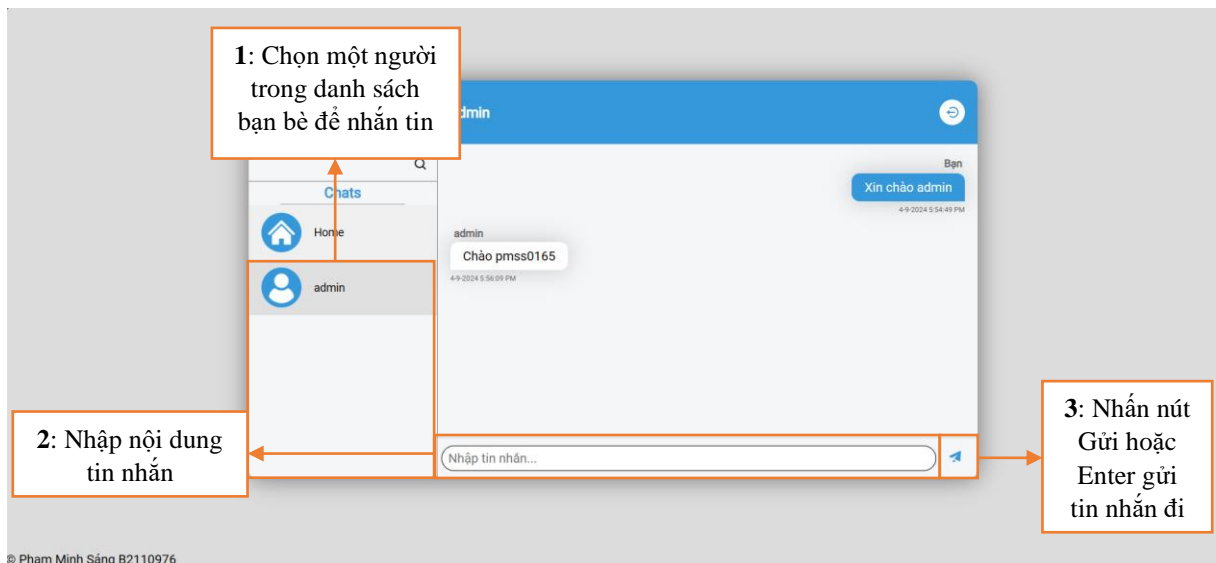 1: Chọn một người
trong danh sách
bạn bè để nhắn tin
dmin
Bạn
Xin chào admin
4-9-2024 5:54:49 PM
Chats
Home
admin
admin
Chào pmss0165
4-9-2024 5:56:09 PM
2: Nhập nội dung
tin nhắn
Nhập tin nhắn...
3: Nhấn nút
Gửi hoặc
Enter gửi
tin nhắn đi
© Phạm Minh Sáng B2110976